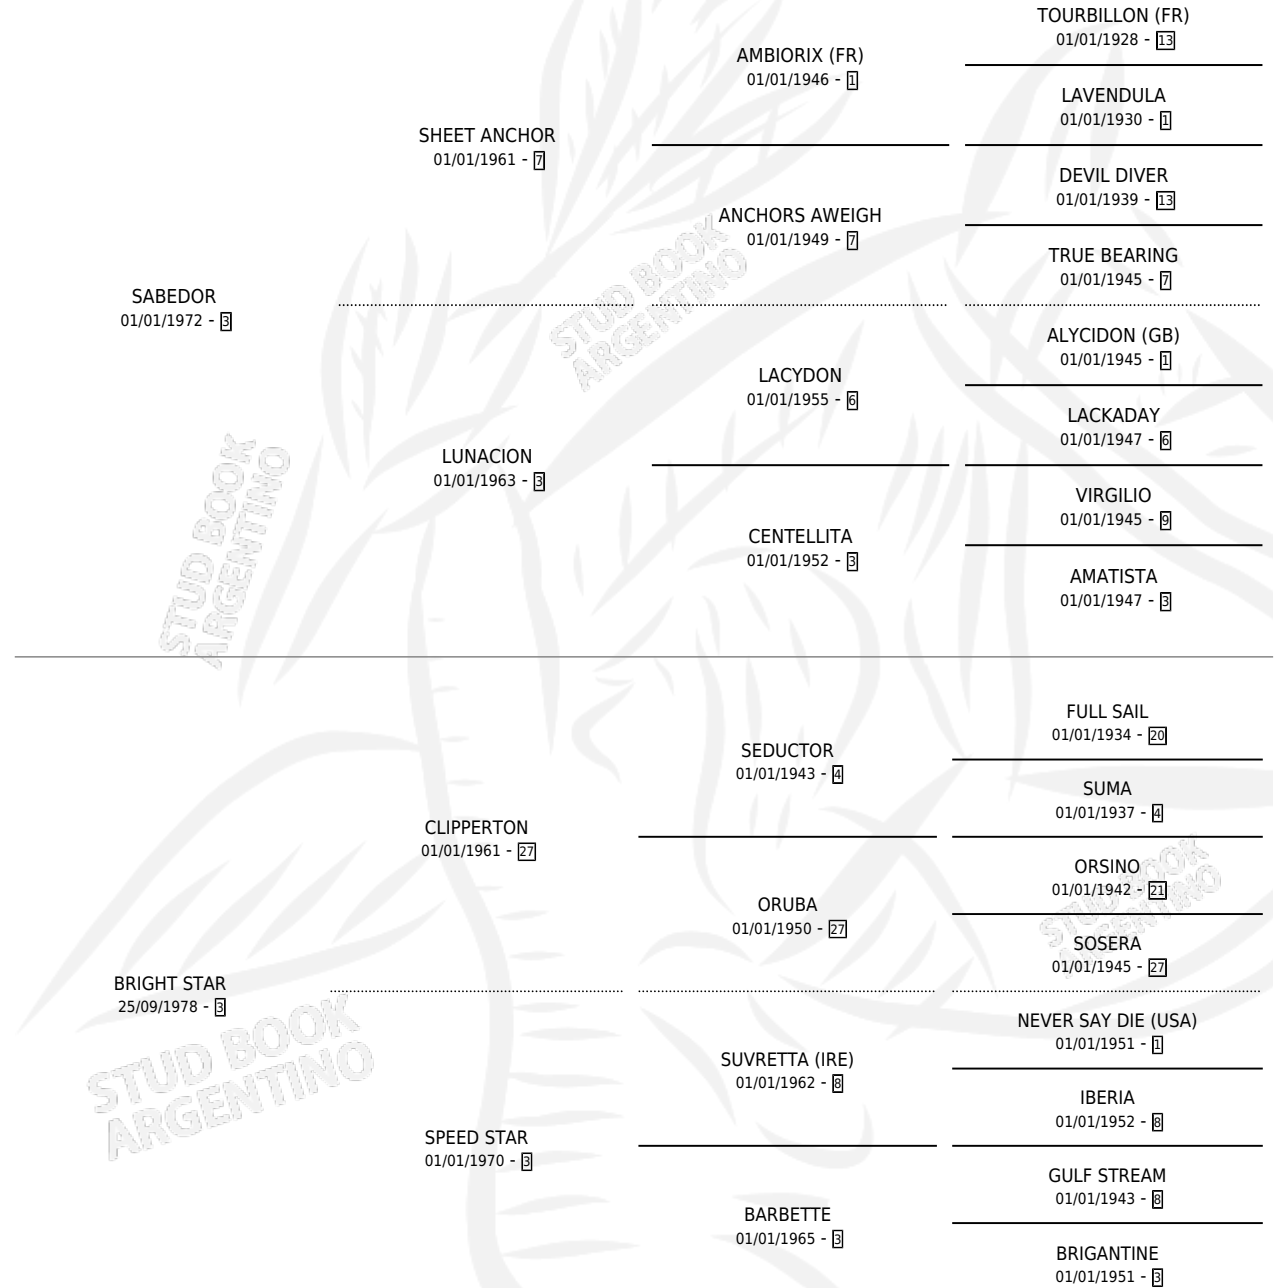 TOURBILLON (FR)
01/01/1928 - 13
AMBIORIX (FR)
01/01/1946 - 1
LAVENDULA
01/01/1930 - 1
SHEET ANCHOR
01/01/1961 - 7
DEVIL DIVER
01/01/1939 - 13
ANCHORS AWEIGH
01/01/1949 - 7
TRUE BEARING
01/01/1945 - 7
SABEDOR
01/01/1972 - 3
STUD BOOK
ARGENTINO
ALYCIDON (GB)
01/01/1945 - 1
LACYDON
01/01/1955 - 6
LACKADAY
01/01/1947 - 6
LUNACION
01/01/1963 - 3
VIRGILIO
01/01/1945 - 9
CENTELLITA
01/01/1952 - 3
AMATISTA
01/01/1947 - 3
STUD BOOK
ARGENTINO
FULL SAIL
01/01/1934 - 20
SEDUCTOR
01/01/1943 - 4
SUMA
01/01/1937 - 4
CLIPPERTON
01/01/1961 - 27
ORSINO
01/01/1942 - 21
ORUBA
01/01/1950 - 27
STUD BOOK
ARGENTINO
SOSERA
01/01/1945 - 27
BRIGHT STAR
25/09/1978 - 3
NEVER SAY DIE (USA)
01/01/1951 - 1
SUVRETTA (IRE)
01/01/1962 - 8
STUD BOOK
ARGENTINO
IBERIA
01/01/1952 - 8
SPEED STAR
01/01/1970 - 3
GULF STREAM
01/01/1943 - 8
BARBETTE
01/01/1965 - 3
BRIGANTINE
01/01/1951 - 3